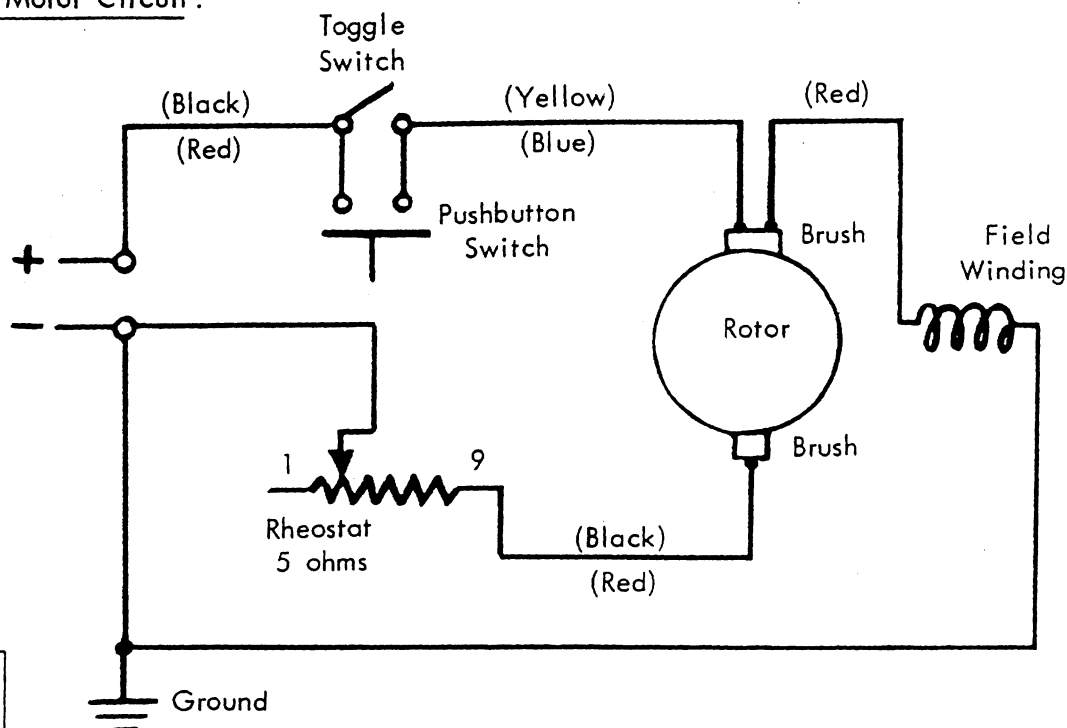 Motor Circuit:
Toggle
Switch
(Black)
(Red)
(Yellow)
(Blue)
(Red)
Pushbutton
Switch
Brush
Field
Winding
+
−
Rotor
Brush
1
9
Rheostat
5 ohms
(Black)
(Red)
Ground